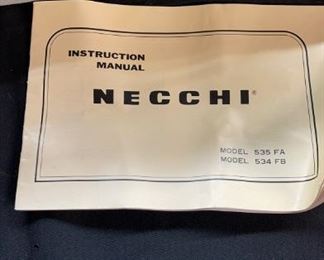 INSTRUCTION
MANUAL
NECCHI®
MODEL 535 FA
MODEL 534 FB